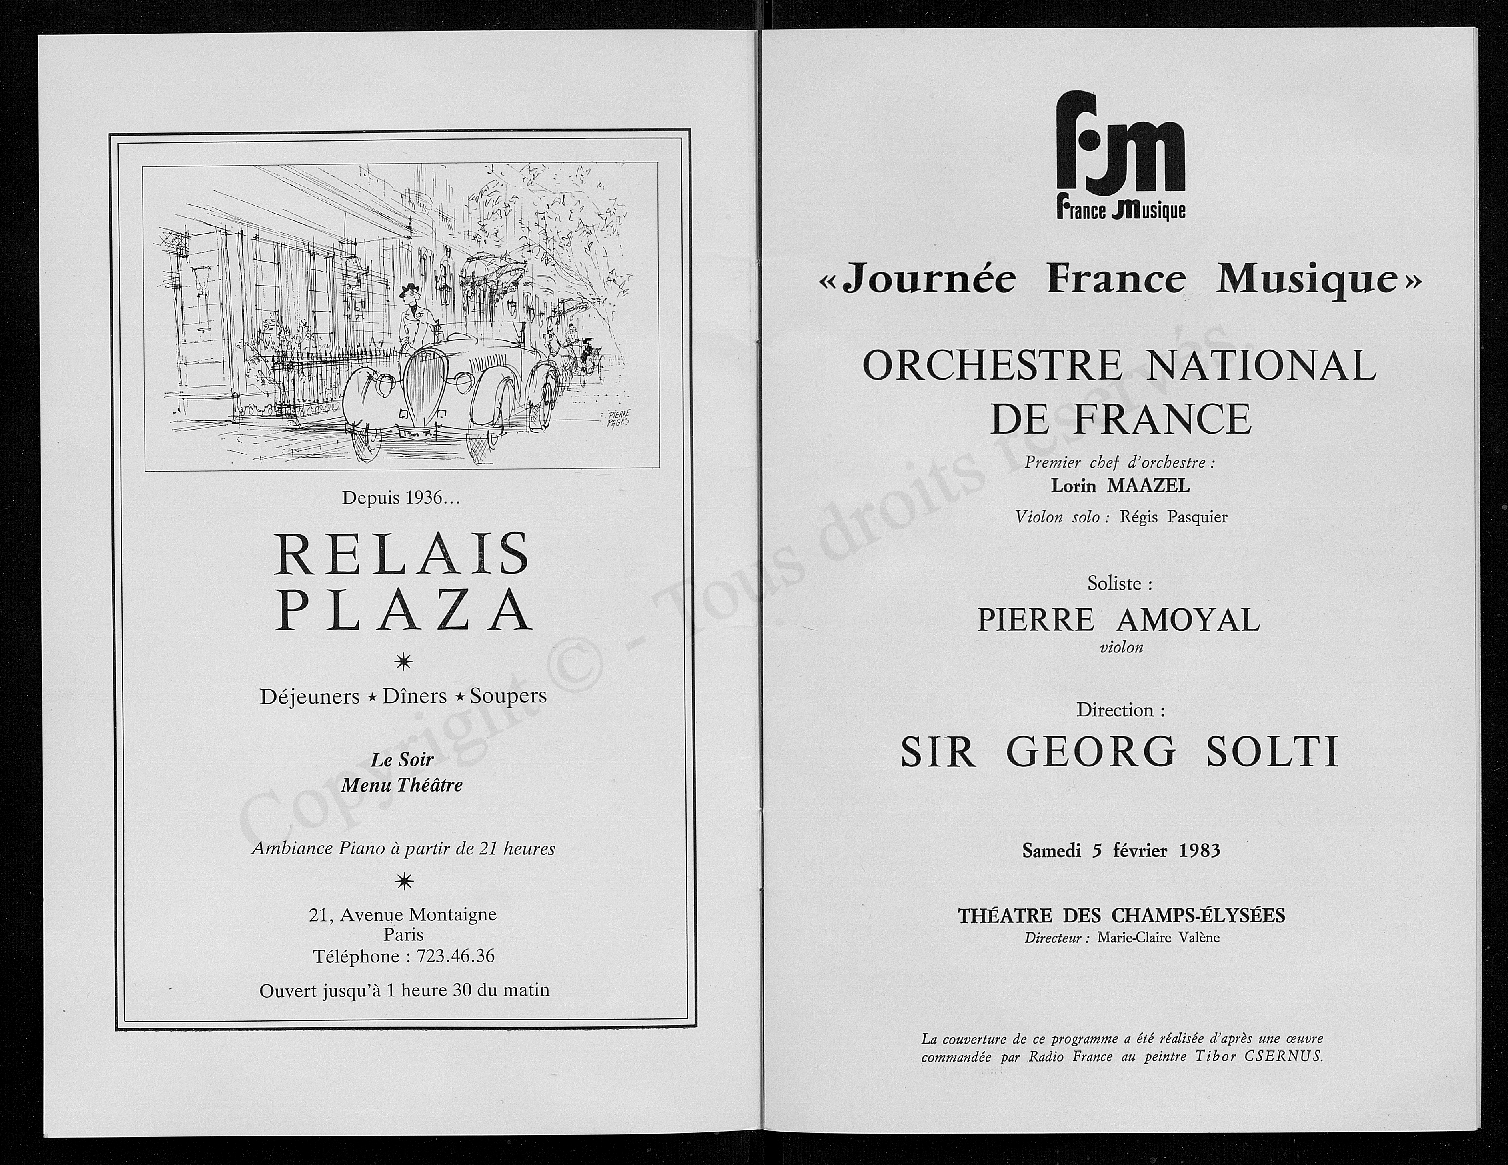 PIERRE
PAGÈS
Depuis 1936...
RELAIS
PLAZA
Déjeuners ★ Dîners ★ Soupers
Le Soir
Menu Théâtre
Ambiance Piano à partir de 21 heures
21, Avenue Montaigne
Paris
Téléphone : 723.46.36
Ouvert jusqu'à 1 heure 30 du matin
fm
France Musique
«Journée France Musique»
ORCHESTRE NATIONAL
DE FRANCE
Premier chef d'orchestre :
Lorin MAAZEL
Violon solo : Régis Pasquier
Soliste :
PIERRE AMOYAL
violon
Direction :
SIR GEORG SOLTI
Samedi 5 février 1983
THÉATRE DES CHAMPS-ÉLYSÉES
Directeur : Marie-Claire Valène
La couverture de ce programme a été réalisée d'après une œuvre
commandée par Radio France au peintre Tibor CSERNUS.
Copyright © - Tous droits réservés.